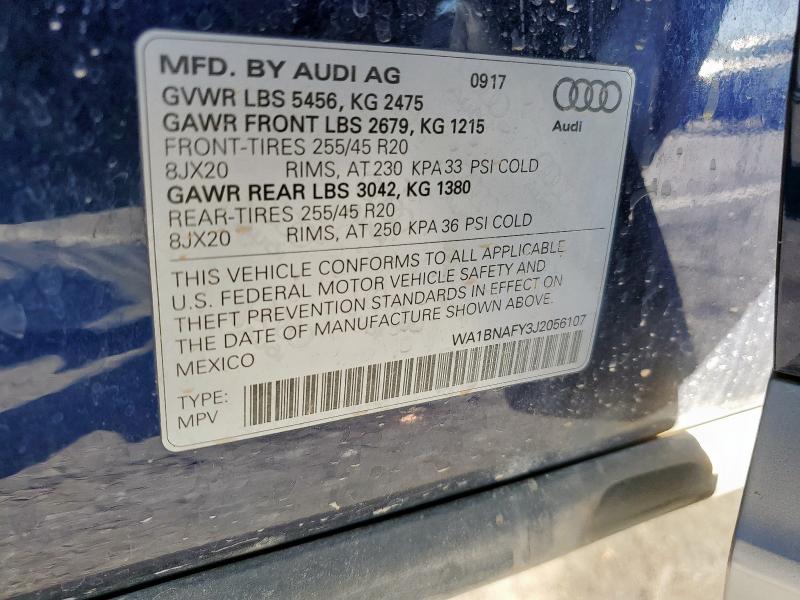 MFD. BY AUDI AG 0917
GVWR LBS 5456, KG 2475
GAWR FRONT LBS 2679, KG 1215
Audi
FRONT-TIRES 255/45 R20
8JX20 RIMS, AT 230 KPA 33 PSI COLD
GAWR REAR LBS 3042, KG 1380
REAR-TIRES 255/45 R20
8JX20 RIMS, AT 250 KPA 36 PSI COLD
THIS VEHICLE CONFORMS TO ALL APPLICABLE
U.S. FEDERAL MOTOR VEHICLE SAFETY AND
THEFT PREVENTION STANDARDS IN EFFECT ON
THE DATE OF MANUFACTURE SHOWN ABOVE.
MEXICO WA1BNAFY3J2056107
TYPE:
MPV